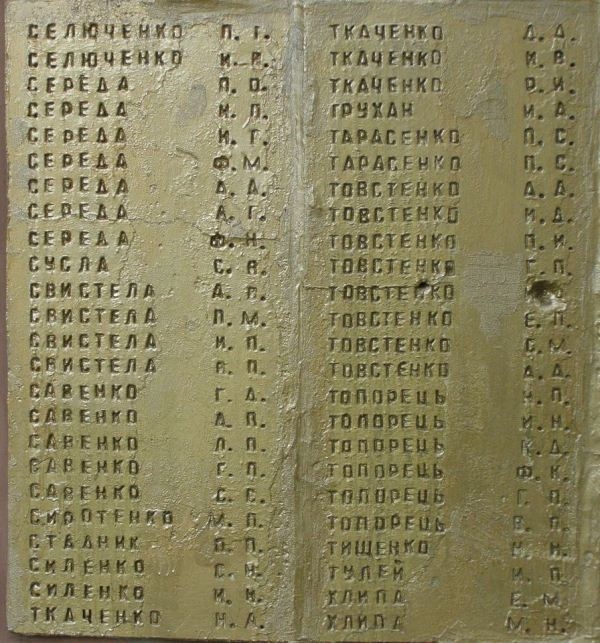 СЕЛЮЧЕНКО П. Г.
СЕЛЮЧЕНКО И. Р.
СЕРЕДА П. О.
СЕРЕДА И. П.
СЕРЕДА И. Г.
СЕРЕДА Ф. М.
СЕРЕДА А. А.
СЕРЕДА А. Г.
СЕРЕДА Ф. Н.
СУСЛА С. В.
СВИСТЕЛА А. В.
СВИСТЕЛА П. М.
СВИСТЕЛА И. П.
СВИСТЕЛА В. П.
САВЕНКО Г. Д.
САВЕНКО Д. П.
САВЕНКО Л. П.
САВЕНКО Г. П.
САВЕНКО С. С.
СИРОТЕНКО М. П.
СТАДНИК П. П.
СИЛЕНКО С. Н.
СИЛЕНКО И. И.
ТКАЧЕНКО Н. А.
ТКАЧЕНКО Д. Д.
ТКАЧЕНКО И. В.
ТКАЧЕНКО Р. И.
ГРУХАН И. А.
ТАРАСЕНКО П. С.
ТАРАСЕНКО П. С.
ТОВСТЕНКО Д. Д.
ТОВСТЕНКО И. Д.
ТОВСТЕНКО П. И.
ТОВСТЕНКО Г. П.
ТОВСТЕНКО
ТОВСТЕНКО Е. П.
ТОВСТЕНКО С. М.
ТОВСТЕНКО Д. Д.
ТОПОРЕЦЬ Н. П.
ТОПОРЕЦЬ И. Н.
ТОПОРЕЦЬ К. Д.
ТОПОРЕЦЬ Ф. К.
ТОПОРЕЦЬ Г. П.
ТОПОРЕЦЬ В. П.
ТИЩЕНКО Н. Н.
ТУЛЕЙ И. П.
ХЛИПА Е. М.
ХЛИПА М. Н.